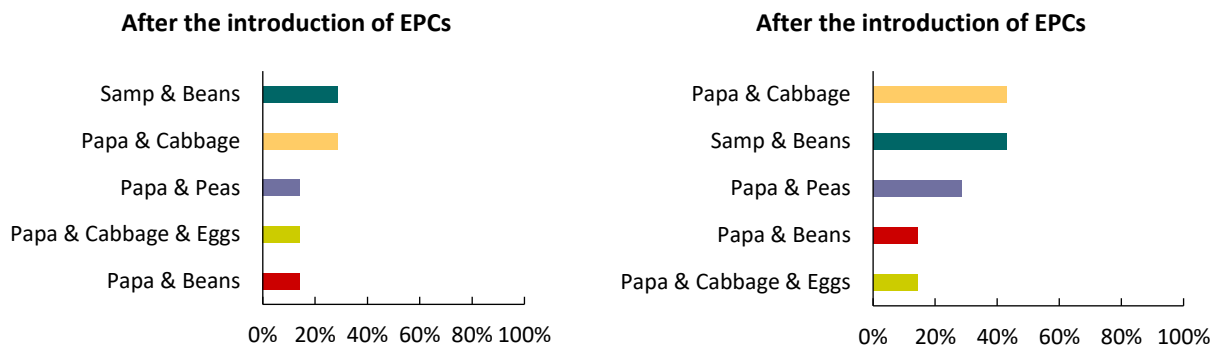 After the introduction of EPCs
Samp & Beans
Papa & Cabbage
Papa & Peas
Papa & Cabbage & Eggs
Papa & Beans
0% 20% 40% 60% 80% 100%
After the introduction of EPCs
Papa & Cabbage
Samp & Beans
Papa & Peas
Papa & Beans
Papa & Cabbage & Eggs
0% 20% 40% 60% 80% 100%